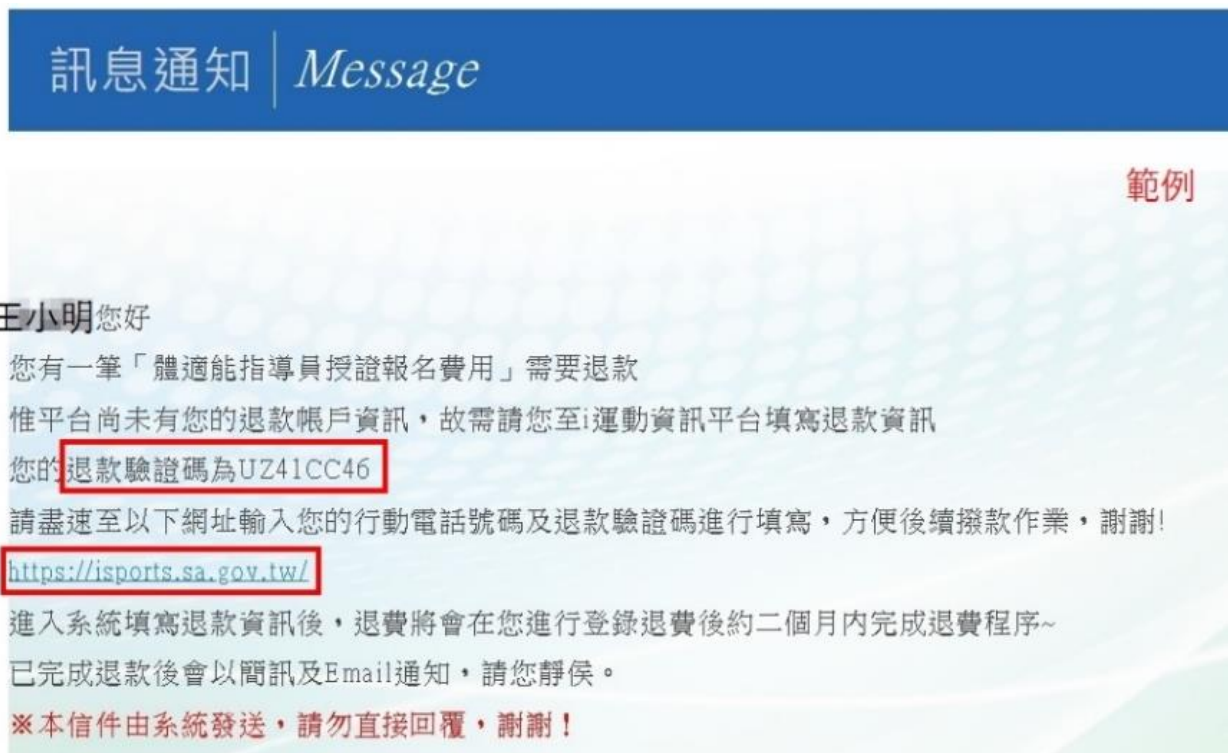 訊息通知 Message
範例
王小明您好
您有一筆「體適能指導員授證報名費用」需要退款
惟平台尚未有您的退款帳戶資訊,故需請您至i運動資訊平台填寫退款資訊
您的退款驗證碼為UZ41CC46
請盡速至以下網址輸入您的行動電話號碼及退款驗證碼進行填寫,方便後續撥款作業,謝謝!
https://isports.sa.gov.tw/
進入系統填寫退款資訊後,退費將會在您進行登錄退費後約二個月內完成退費程序~
已完成退款後會以簡訊及Email通知,請您靜侯。
※本信件由系統發送,請勿直接回覆,謝謝!